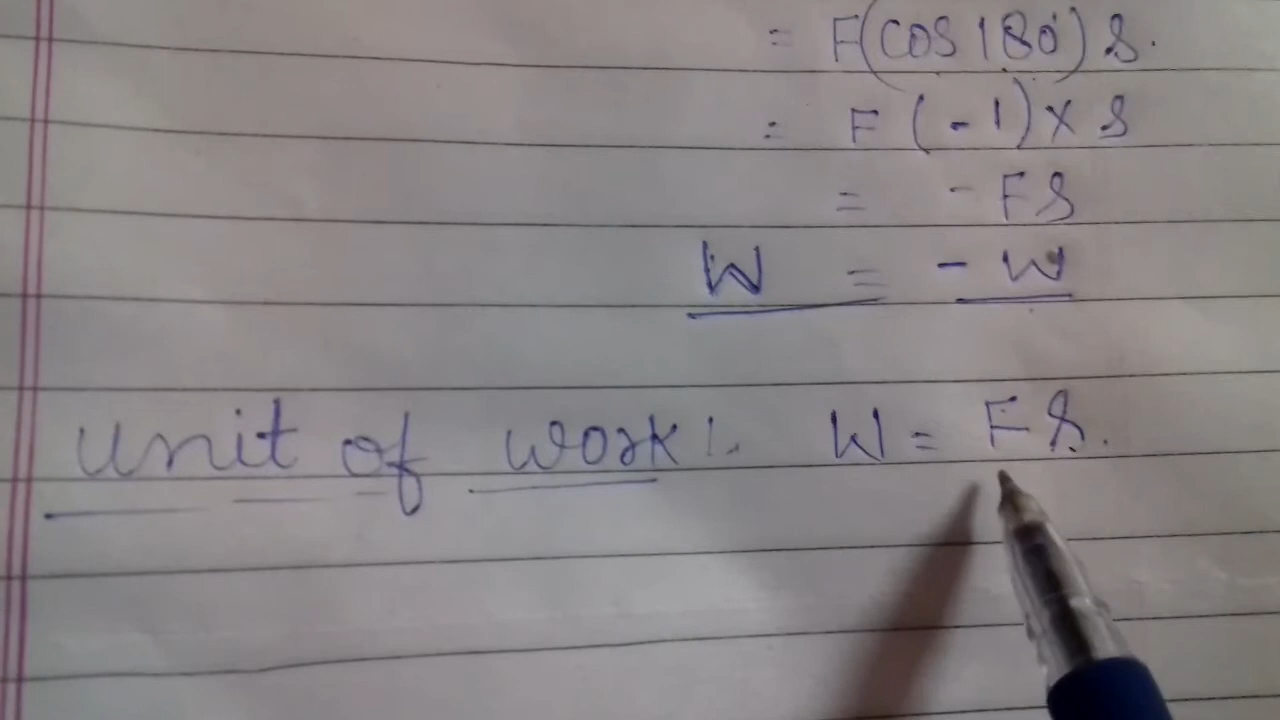 = F(cos 180°) S.
= F (-1) × S
= - FS
W = - W
unit of work:. W = FS.